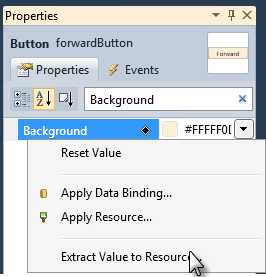 Properties
Button forwardButton
Forward
Properties Events
Background
Background #FFFFF0
Reset Value
Apply Data Binding...
Apply Resource...
Extract Value to Resource